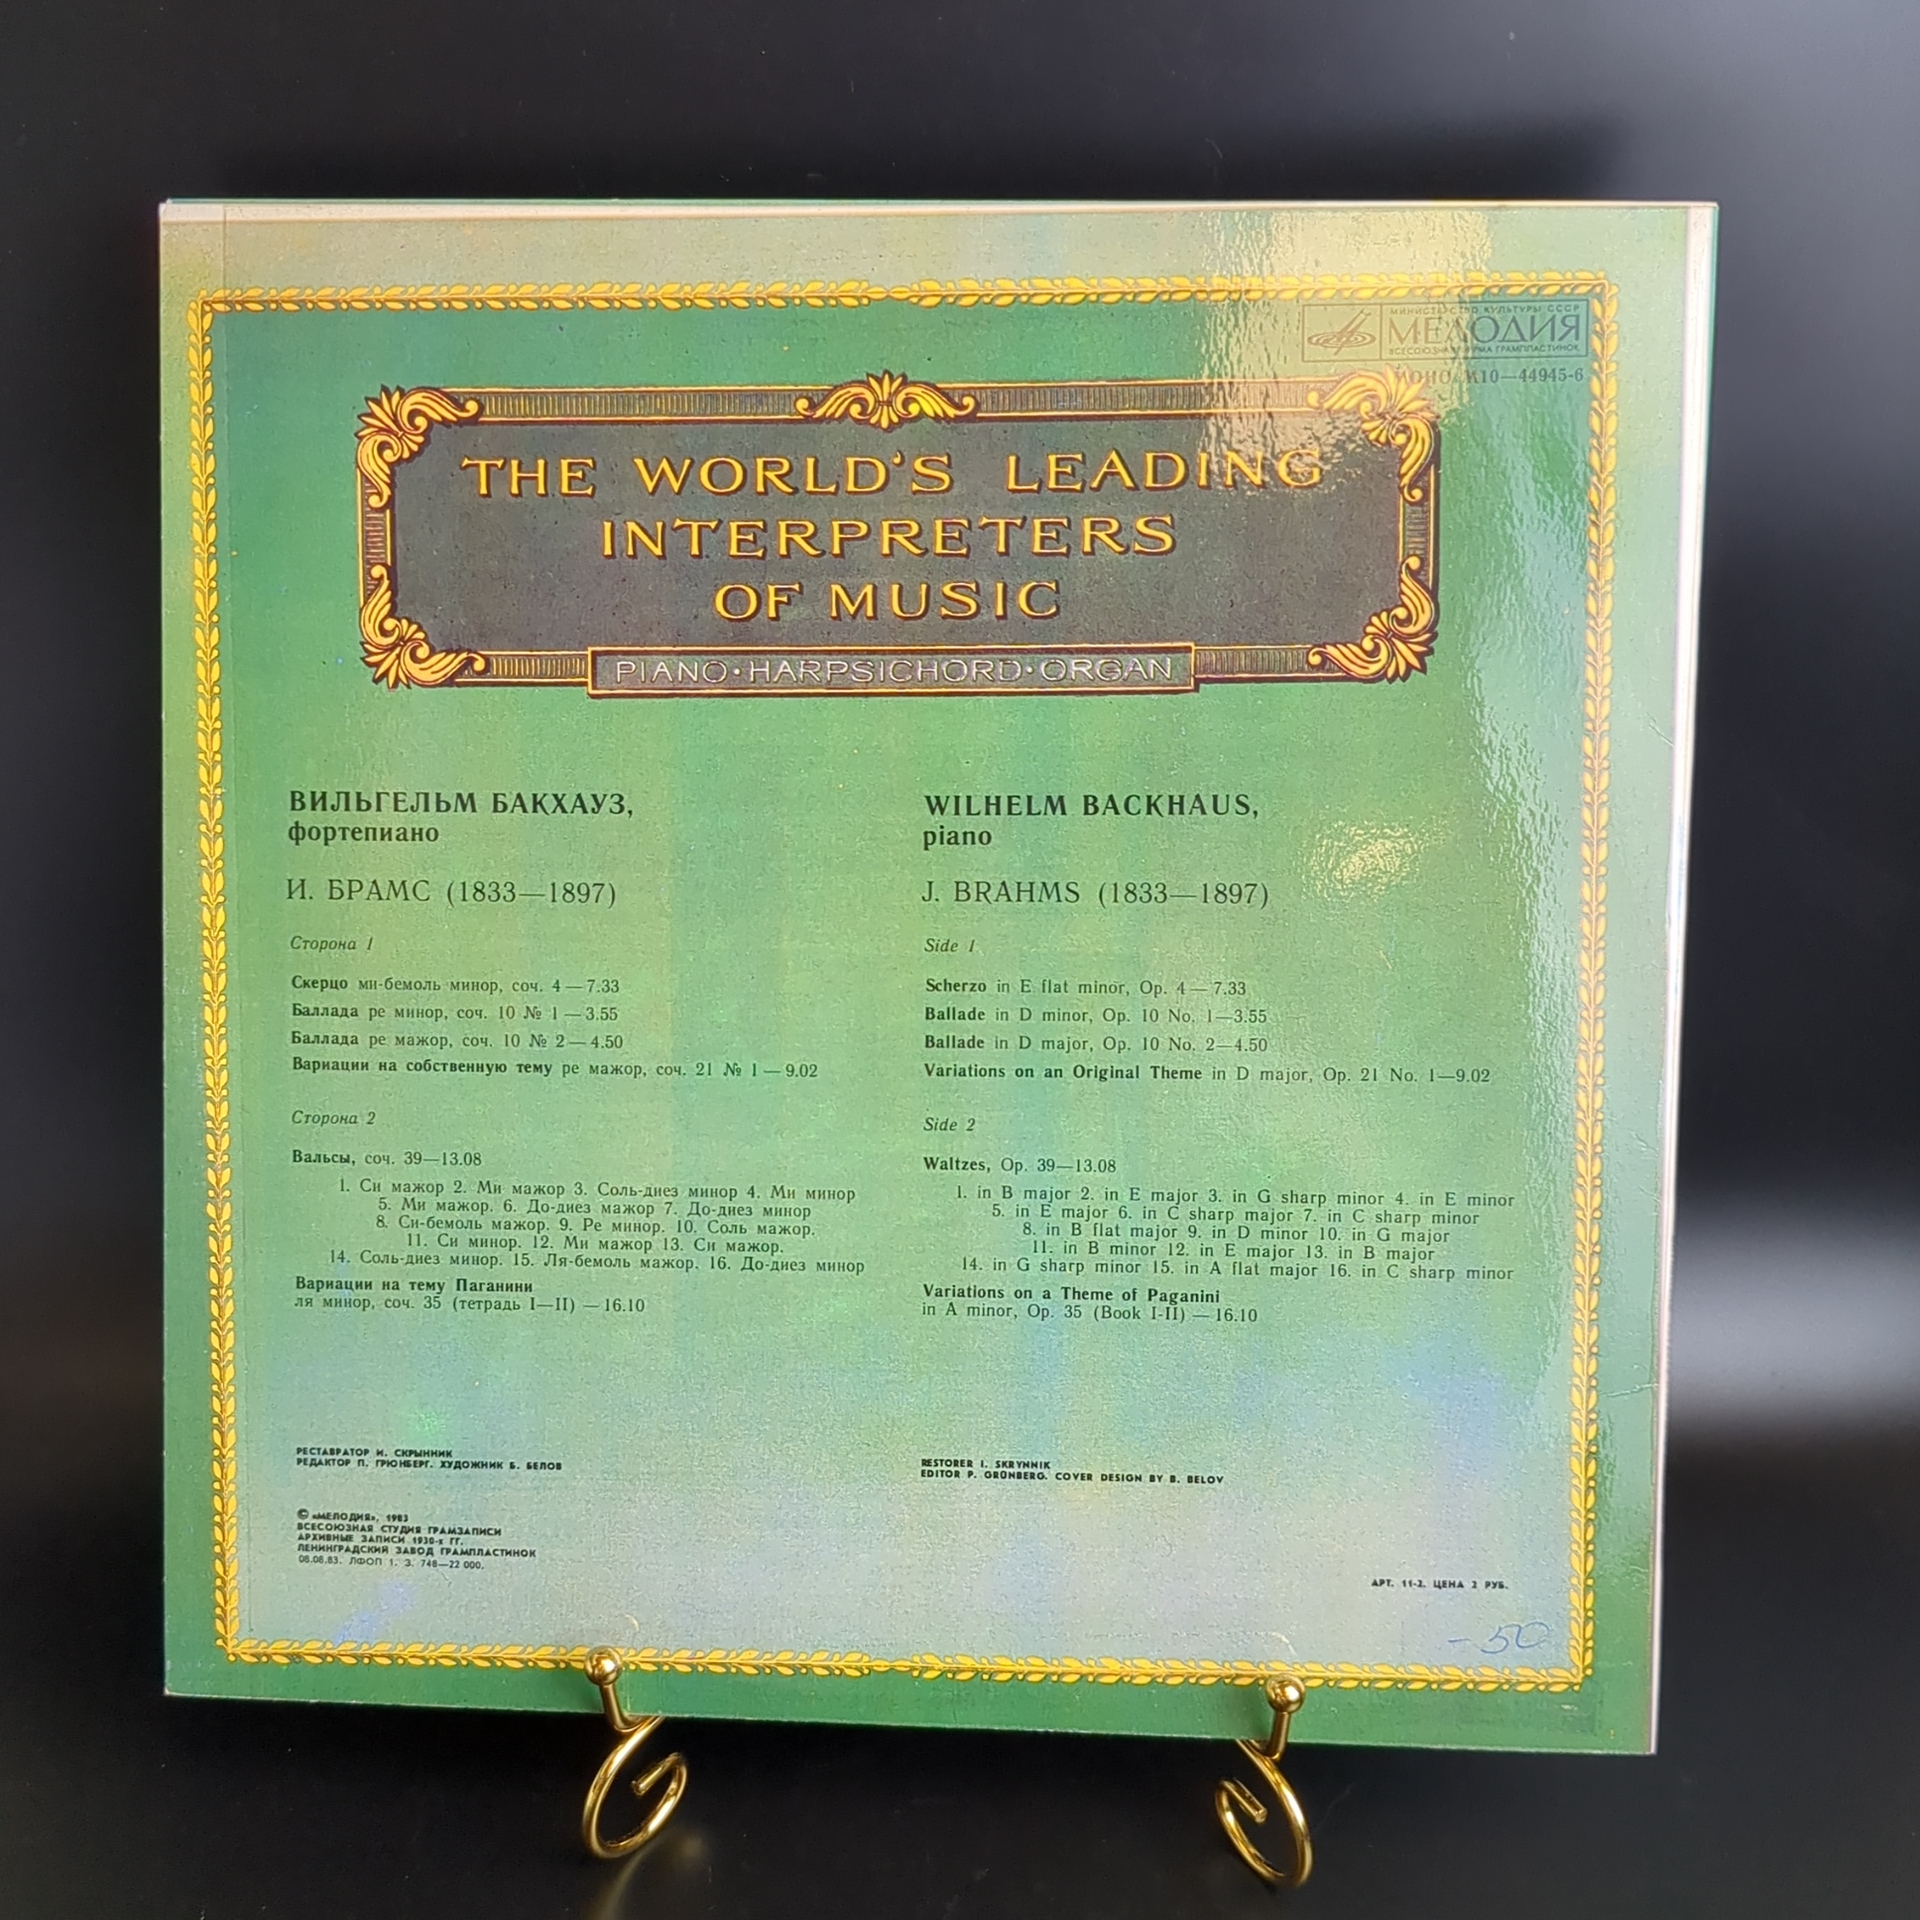 МИНИСТЕРСТВО КУЛЬТУРЫ СССР
МЕЛОДИЯ
ВСЕСОЮЗНАЯ ФИРМА ГРАМПЛАСТИНОК
МОНО М10—44945-6
THE WORLD'S LEADING
INTERPRETERS
OF MUSIC
PIANO·HARPSICHORD·ORGAN
ВИЛЬГЕЛЬМ БАКХАУЗ,
фортепиано
И. БРАМС (1833—1897)
Сторона 1
Скерцо ми-бемоль минор, соч. 4 — 7.33
Баллада ре минор, соч. 10 № 1 — 3.55
Баллада ре мажор, соч. 10 № 2 — 4.50
Вариации на собственную тему ре мажор, соч. 21 № 1 — 9.02
Сторона 2
Вальсы, соч. 39—13.08
1. Си мажор 2. Ми мажор 3. Соль-диез минор 4. Ми минор
5. Ми мажор. 6. До-диез мажор 7. До-диез минор
8. Си-бемоль мажор. 9. Ре минор. 10. Соль мажор.
11. Си минор. 12. Ми мажор 13. Си мажор.
14. Соль-диез минор. 15. Ля-бемоль мажор. 16. До-диез минор
Вариации на тему Паганини
ля минор, соч. 35 (тетрадь I—II) — 16.10
WILHELM BACKHAUS,
piano
J. BRAHMS (1833—1897)
Side 1
Scherzo in E flat minor, Op. 4 — 7.33
Ballade in D minor, Op. 10 No. 1—3.55
Ballade in D major, Op. 10 No. 2—4.50
Variations on an Original Theme in D major, Op. 21 No. 1—9.02
Side 2
Waltzes, Op. 39—13.08
1. in B major 2. in E major 3. in G sharp minor 4. in E minor
5. in E major 6. in C sharp major 7. in C sharp minor
8. in B flat major 9. in D minor 10. in G major
11. in B minor 12. in E major 13. in B major
14. in G sharp minor 15. in A flat major 16. in C sharp minor
Variations on a Theme of Paganini
in A minor, Op. 35 (Book I-II) — 16.10
РЕСТАВРАТОР И. СКРЫННИК
РЕДАКТОР П. ГРЮНБЕРГ. ХУДОЖНИК Б. БЕЛОВ
RESTORER I. SKRYNNIK
EDITOR P. GRÜNBERG. COVER DESIGN BY B. BELOV
© «МЕЛОДИЯ», 1983
ВСЕСОЮЗНАЯ СТУДИЯ ГРАМЗАПИСИ
АРХИВНЫЕ ЗАПИСИ 1930-х ГГ.
ЛЕНИНГРАДСКИЙ ЗАВОД ГРАМПЛАСТИНОК
08.08.83. ЛФОП 1. З. 748—22 000.
АРТ. 11-2. ЦЕНА 2 РУБ.
-50